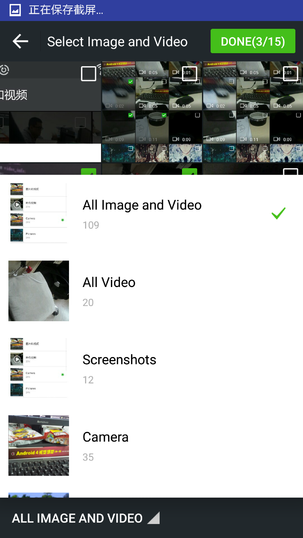 正在保存截屏...
Select Image and Video
DONE(3/15)
和视频
All Image and Video
109
All Video
20
Screenshots
12
Camera
35
ALL IMAGE AND VIDEO